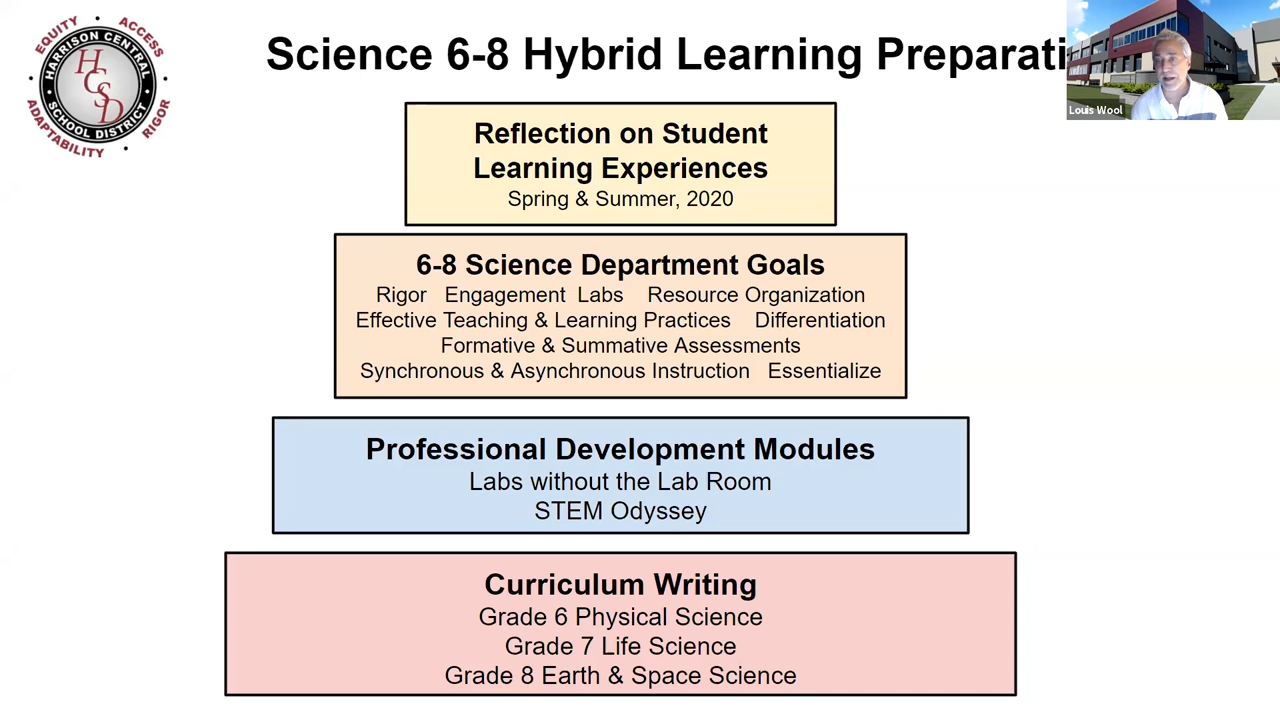 EQUITY ACCESS
HARRISON CENTRAL
HCSD
SCHOOL DISTRICT
ADAPTABILITY RIGOR
Science 6-8 Hybrid Learning Preparati
Louis Wool
Reflection on Student
Learning Experiences
Spring & Summer, 2020
6-8 Science Department Goals
Rigor Engagement Labs Resource Organization
Effective Teaching & Learning Practices Differentiation
Formative & Summative Assessments
Synchronous & Asynchronous Instruction Essentialize
Professional Development Modules
Labs without the Lab Room
STEM Odyssey
Curriculum Writing
Grade 6 Physical Science
Grade 7 Life Science
Grade 8 Earth & Space Science